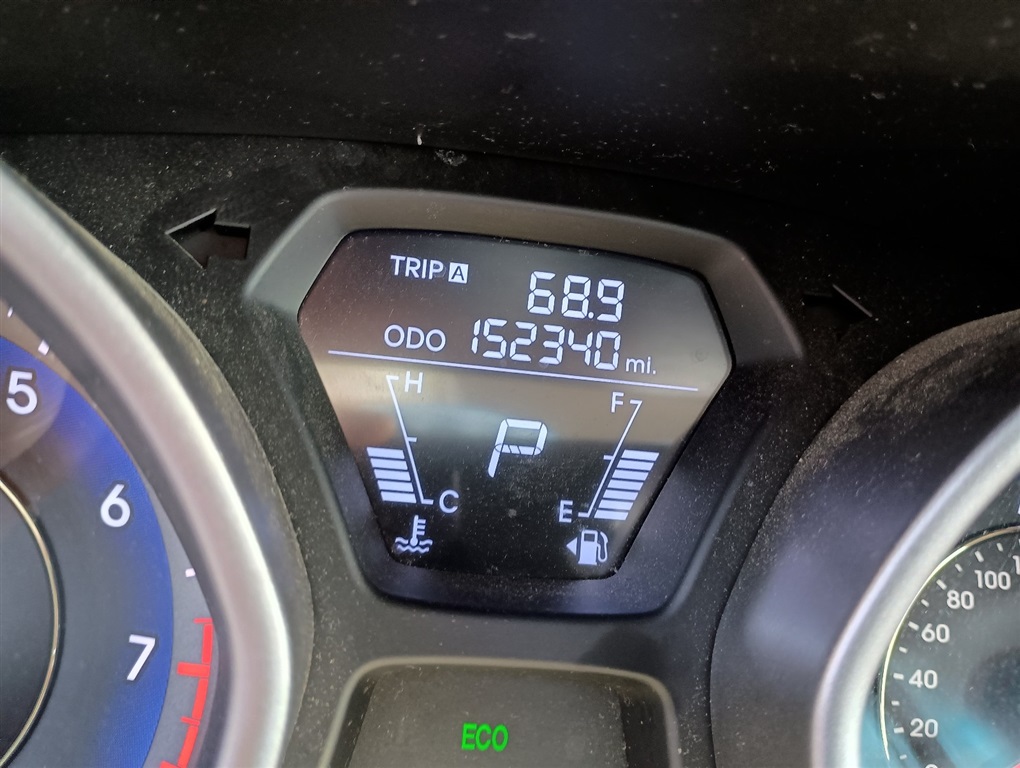 TRIP A 68.9
ODO 152340 mi.
H
F
P
C
E
5
6
7
100
80
60
40
20
ECO